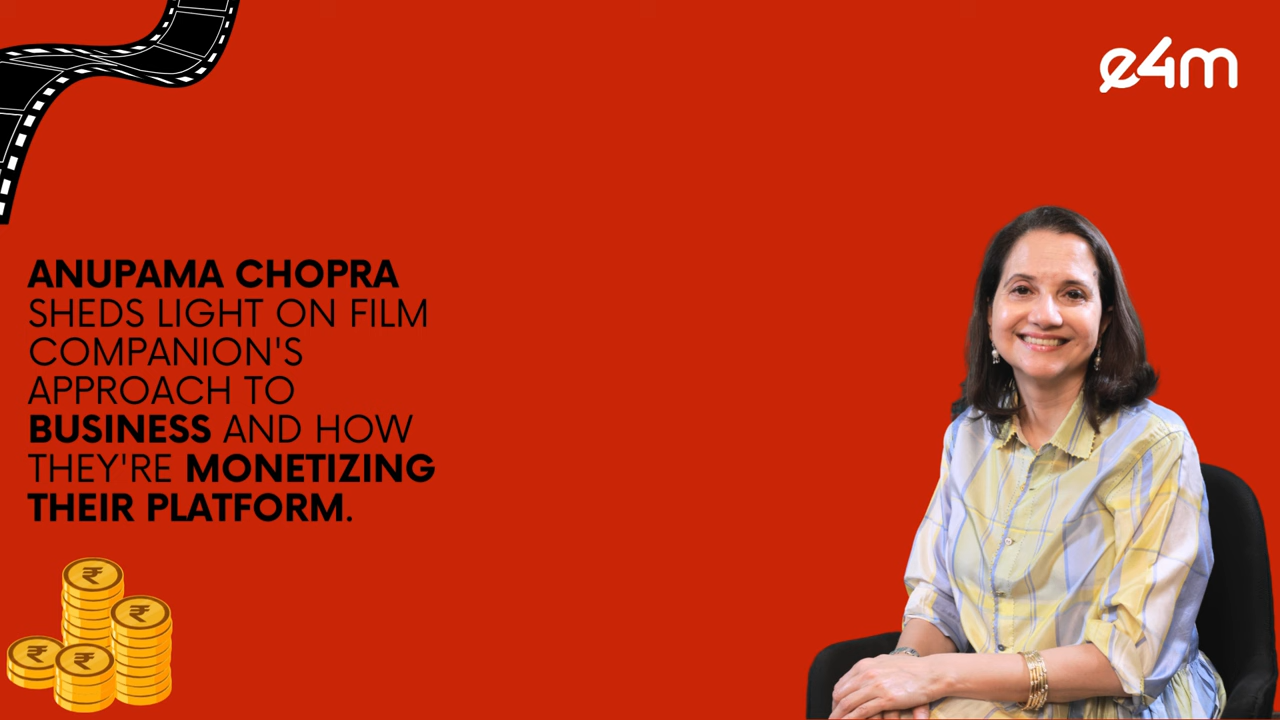 e4m
ANUPAMA CHOPRA
SHEDS LIGHT ON FILM
COMPANION'S
APPROACH TO
BUSINESS AND HOW
THEY'RE MONETIZING
THEIR PLATFORM.
₹
₹
₹
₹